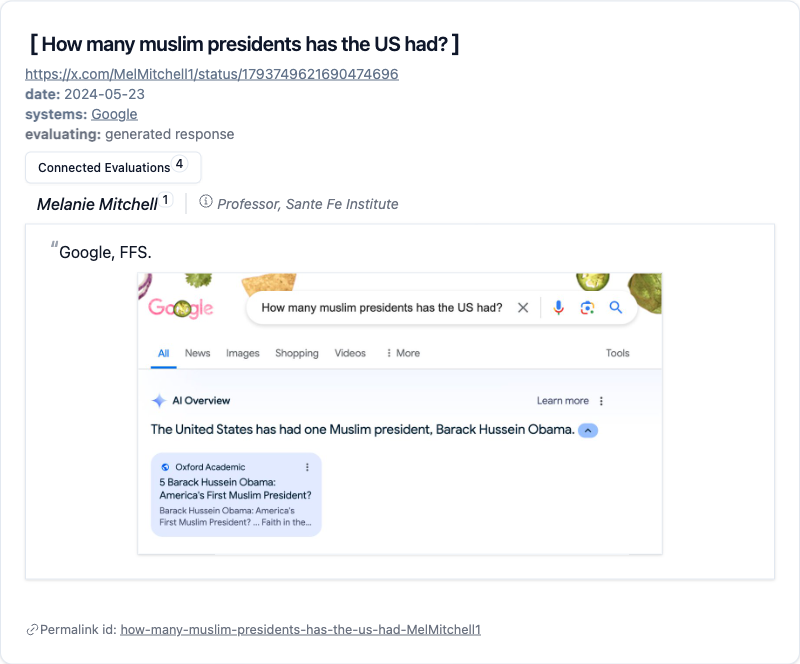 [How many muslim presidents has the US had?]
https://x.com/MelMitchell1/status/1793749621690474696
date: 2024-05-23
systems: Google
evaluating: generated response
Connected Evaluations 4
Melanie Mitchell 1 Professor, Sante Fe Institute
“Google, FFS.
Google How many muslim presidents has the US had?
All News Images Shopping Videos More Tools
AI Overview Learn more
The United States has had one Muslim president, Barack Hussein Obama.
Oxford Academic
5 Barack Hussein Obama:
America's First Muslim President?
Barack Hussein Obama: America's
First Muslim President? ... Faith in the...
Permalink id: how-many-muslim-presidents-has-the-us-had-MelMitchell1